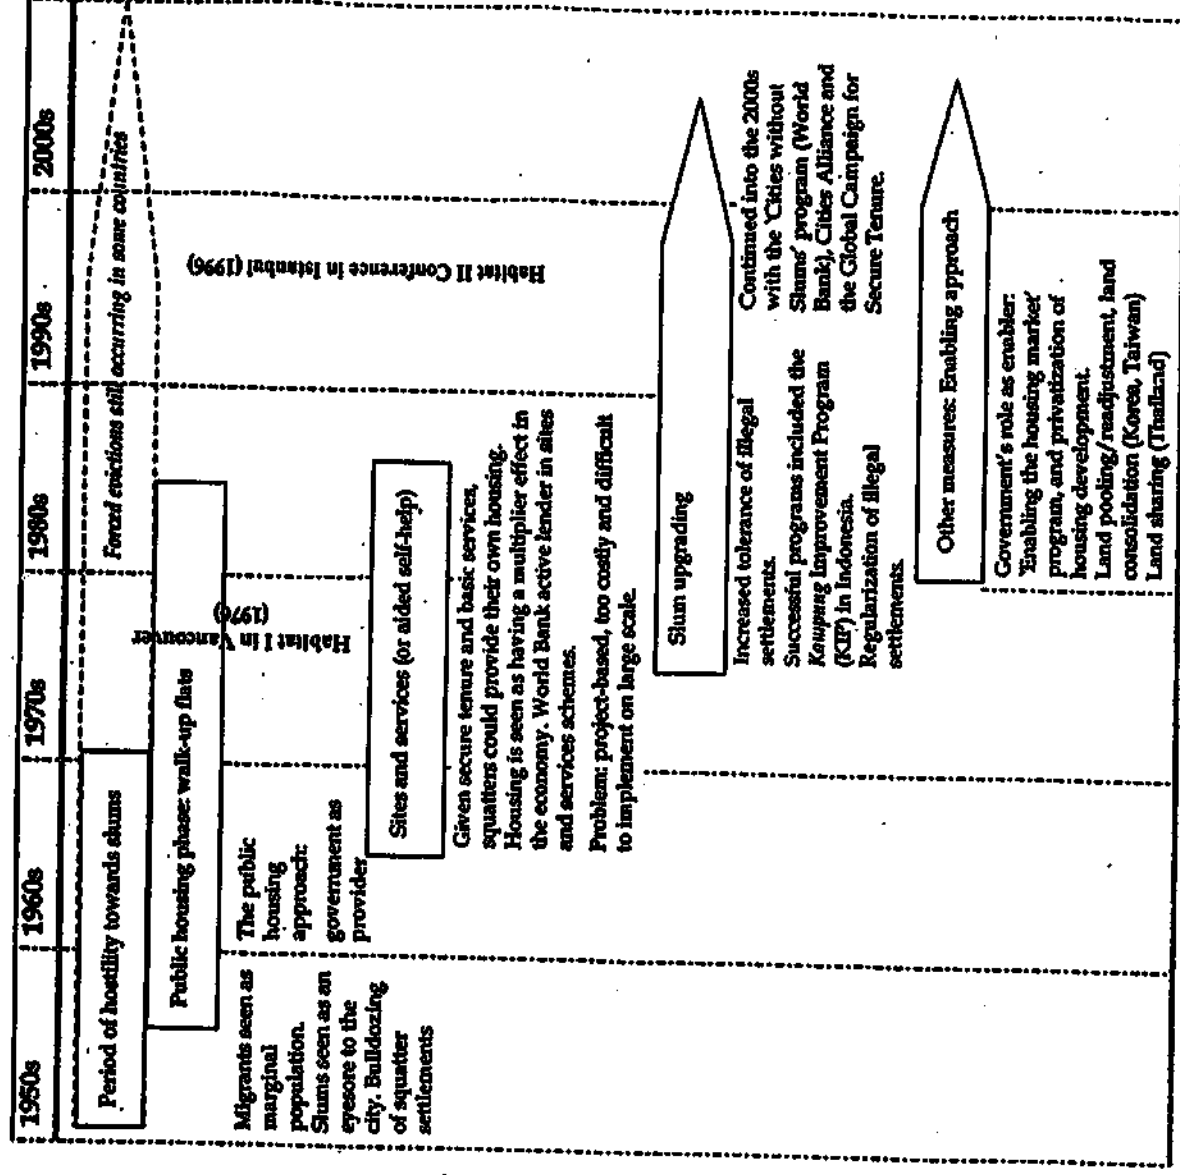 1950s
1960s
1970s
1980s
1990s
2000s
Period of hostility towards slums
Forced evictions still occurring in some countries
Public housing phase: walk-up flats
Migrants seen as
marginal
population.
Slums seen as an
eyesore to the
city. Bulldozing
of squatter
settlements
The public
housing
approach:
government as
provider
Habitat I in Vancouver
(1976)
Habitat II Conference in Istanbul (1996)
Sites and services (or aided self-help)
Given secure tenure and basic services,
squatters could provide their own housing.
Housing is seen as having a multiplier effect in
the economy. World Bank active lender in sites
and services schemes.
Problem: project-based, too costly and difficult
to implement on large scale.
Slum upgrading
Increased tolerance of illegal
settlements.
Successful programs included the
Kampung Improvement Program
(KIP) in Indonesia.
Regularization of illegal
settlements.
Continued into the 2000s
with the 'Cities without
Slums' program (World
Bank), Cities Alliance and
the Global Campaign for
Secure Tenure.
Other measures: Enabling approach
Government's role as enabler:
'Enabling the housing market'
program, and privatization of
housing development.
Land pooling/readjustment, land
consolidation (Korea, Taiwan)
Land sharing (Thailand)